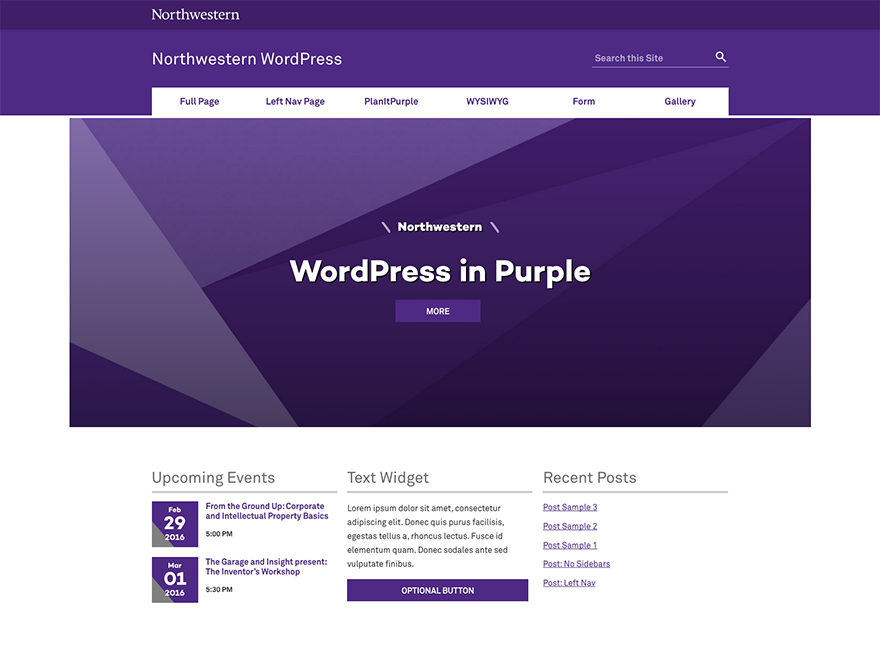 Northwestern
Northwestern WordPress
Search this Site
Full Page
Left Nav Page
PlanItPurple
WYSIWYG
Form
Gallery
Northwestern
WordPress in Purple
MORE
Upcoming Events
Feb
29
2016
From the Ground Up: Corporate
and Intellectual Property Basics
5:00 PM
Mar
01
2016
The Garage and Insight present:
The Inventor's Workshop
5:30 PM
Text Widget
Lorem ipsum dolor sit amet, consectetur
adipiscing elit. Donec quis purus facilisis,
egestas tellus a, rhoncus lectus. Fusce id
elementum quam. Donec sodales ante sed
vulputate finibus.
OPTIONAL BUTTON
Recent Posts
Post Sample 3
Post Sample 2
Post Sample 1
Post: No Sidebars
Post: Left Nav